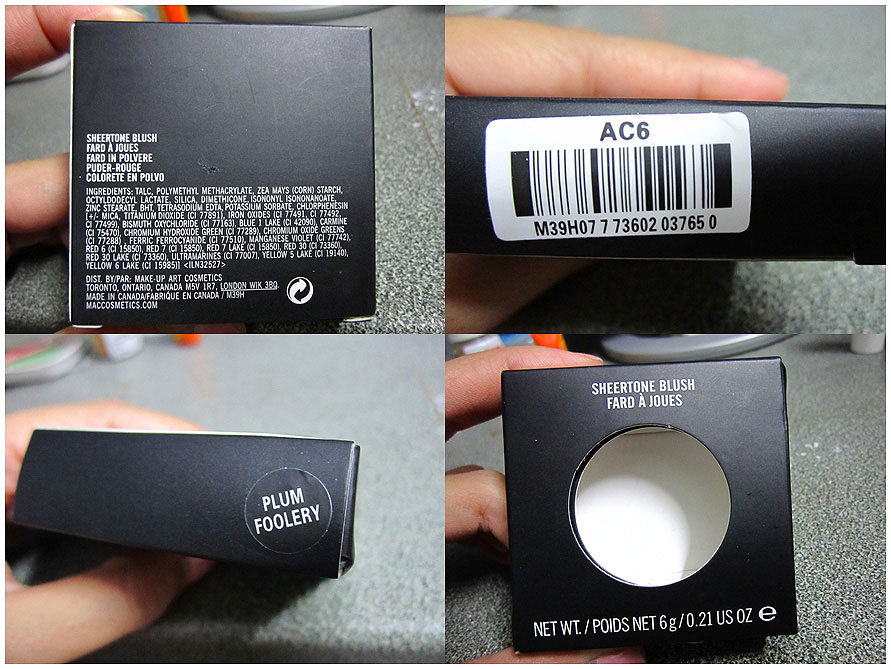 SHEERTONE BLUSH
FARD À JOUES
FARD IN POLVERE
PUDER-ROUGE
COLORETE EN POLVO
INGREDIENTS: TALC, POLYMETHYL METHACRYLATE, ZEA MAYS (CORN) STARCH,
OCTYLDODECYL LACTATE, SILICA, DIMETHICONE, ISONONYL ISONONANOATE,
ZINC STEARATE, BHT, TETRASODIUM EDTA, POTASSIUM SORBATE, CHLORPHENESIN
[+/- MICA, TITANIUM DIOXIDE (CI 77891), IRON OXIDES (CI 77491, CI 77492,
CI 77499), BISMUTH OXYCHLORIDE (CI 77163), BLUE 1 LAKE (CI 42090), CARMINE
(CI 75470), CHROMIUM HYDROXIDE GREEN (CI 77289), CHROMIUM OXIDE GREENS
(CI 77288) , FERRIC FERROCYANIDE (CI 77510), MANGANESE VIOLET (CI 77742),
RED 6 (CI 15850), RED 7 (CI 15850), RED 7 LAKE (CI 15850), RED 30 (CI 73360),
RED 30 LAKE (CI 73360), ULTRAMARINES (CI 77007), YELLOW 5 LAKE (CI 19140),
YELLOW 6 LAKE (CI 15985)] <ILN32527>
DIST. BY/PAR: MAKE-UP ART COSMETICS
TORONTO, ONTARIO, CANADA M5V 1R7, LONDON W1K 3BQ.
MADE IN CANADA/FABRIQUÉ EN CANADA / M39H
MACCOSMETICS.COM
AC6
M39H07 7 73602 03765 0
PLUM
FOOLERY
SHEERTONE BLUSH
FARD À JOUES
NET WT. / POIDS NET 6 g / 0.21 US OZ e